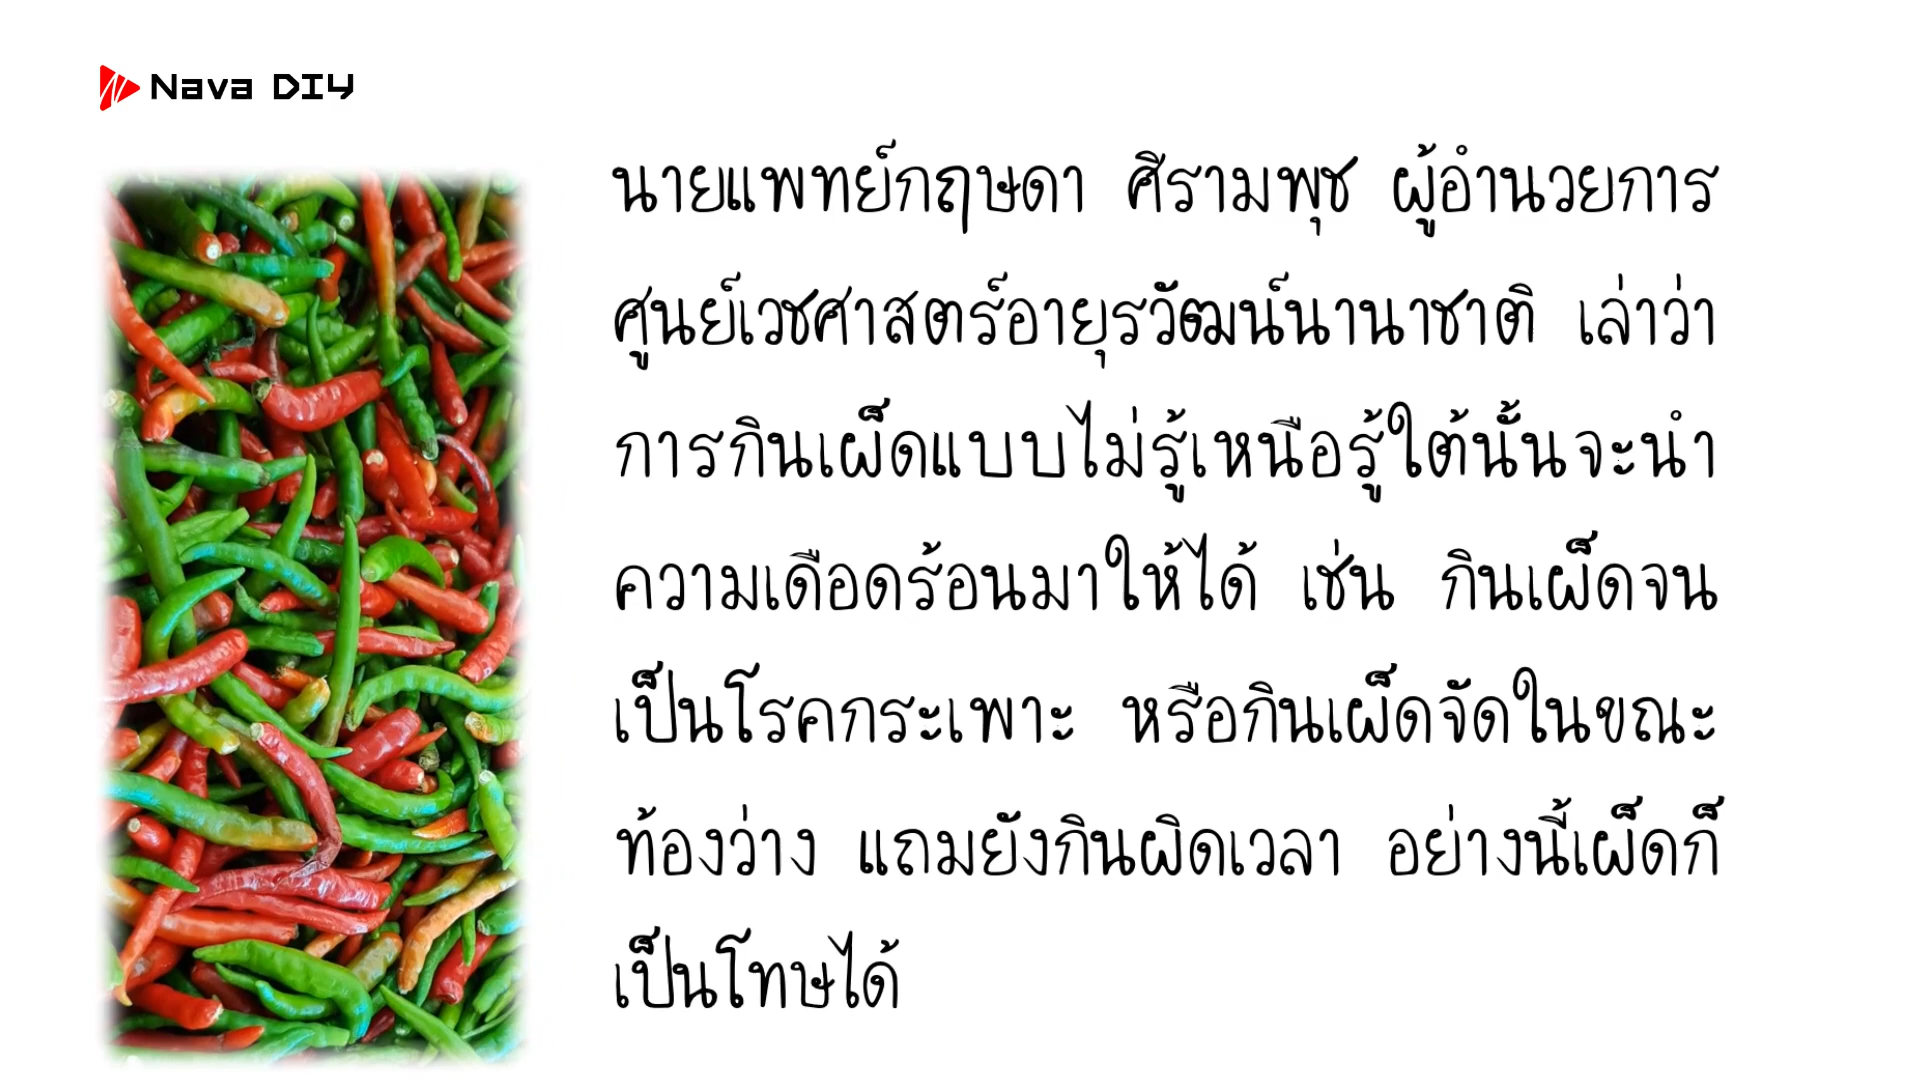 Nava DIY
นายแพทย์กฤษดา ศิรามพุช ผู้อำนวยการ
ศูนย์เวชศาสตร์อายุรวัฒน์นานาชาติ เล่าว่า
การกินเผ็ดแบบไม่รู้เหนือรู้ใต้นั้นจะนำ
ความเดือดร้อนมาให้ได้ เช่น กินเผ็ดจน
เป็นโรคกระเพาะ หรือกินเผ็ดจัดในขณะ
ท้องว่าง แถมยังกินผิดเวลา อย่างนี้เผ็ดก็
เป็นโทษได้